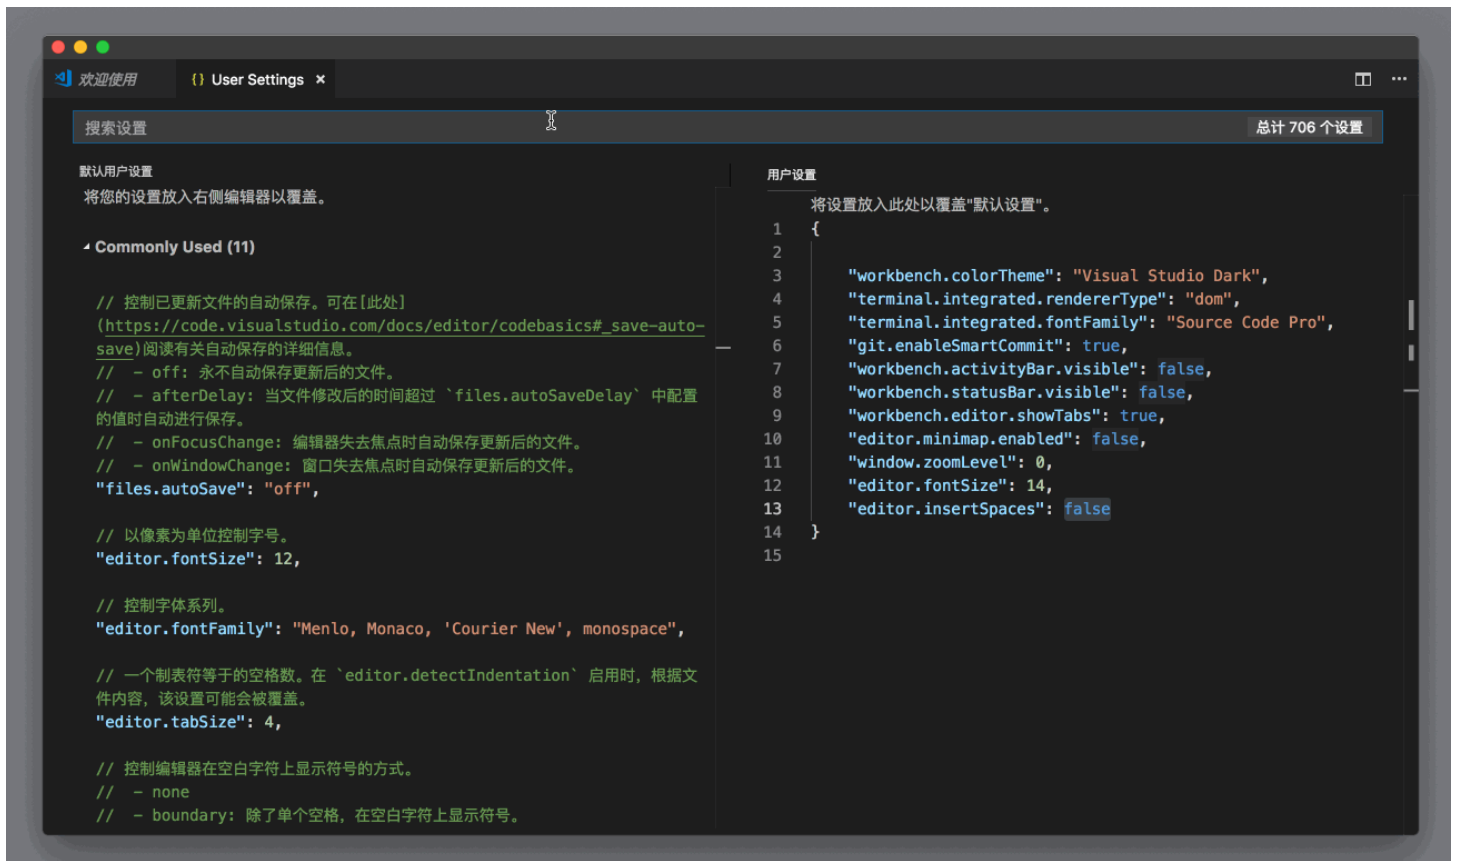 欢迎使用
{} User Settings ×
搜索设置
总计 706 个设置
默认用户设置
将您的设置放入右侧编辑器以覆盖。
Commonly Used (11)
// 控制已更新文件的自动保存。可在[此处]
(https://code.visualstudio.com/docs/editor/codebasics#_save-auto-
save)阅读有关自动保存的详细信息。
//  - off: 永不自动保存更新后的文件。
//  - afterDelay: 当文件修改后的时间超过 `files.autoSaveDelay` 中配置
的值时自动进行保存。
//  - onFocusChange: 编辑器失去焦点时自动保存更新后的文件。
//  - onWindowChange: 窗口失去焦点时自动保存更新后的文件。
"files.autoSave": "off",
// 以像素为单位控制字号。
"editor.fontSize": 12,
// 控制字体系列。
"editor.fontFamily": "Menlo, Monaco, 'Courier New', monospace",
// 一个制表符等于的空格数。在 `editor.detectIndentation` 启用时，根据文
件内容，该设置可能会被覆盖。
"editor.tabSize": 4,
// 控制编辑器在空白字符上显示符号的方式。
//  - none
//  - boundary: 除了单个空格，在空白字符上显示符号。
用户设置
将设置放入此处以覆盖"默认设置"。
1 {
2
3 "workbench.colorTheme": "Visual Studio Dark",
4 "terminal.integrated.rendererType": "dom",
5 "terminal.integrated.fontFamily": "Source Code Pro",
6 "git.enableSmartCommit": true,
7 "workbench.activityBar.visible": false,
8 "workbench.statusBar.visible": false,
9 "workbench.editor.showTabs": true,
10 "editor.minimap.enabled": false,
11 "window.zoomLevel": 0,
12 "editor.fontSize": 14,
13 "editor.insertSpaces": false
14 }
15